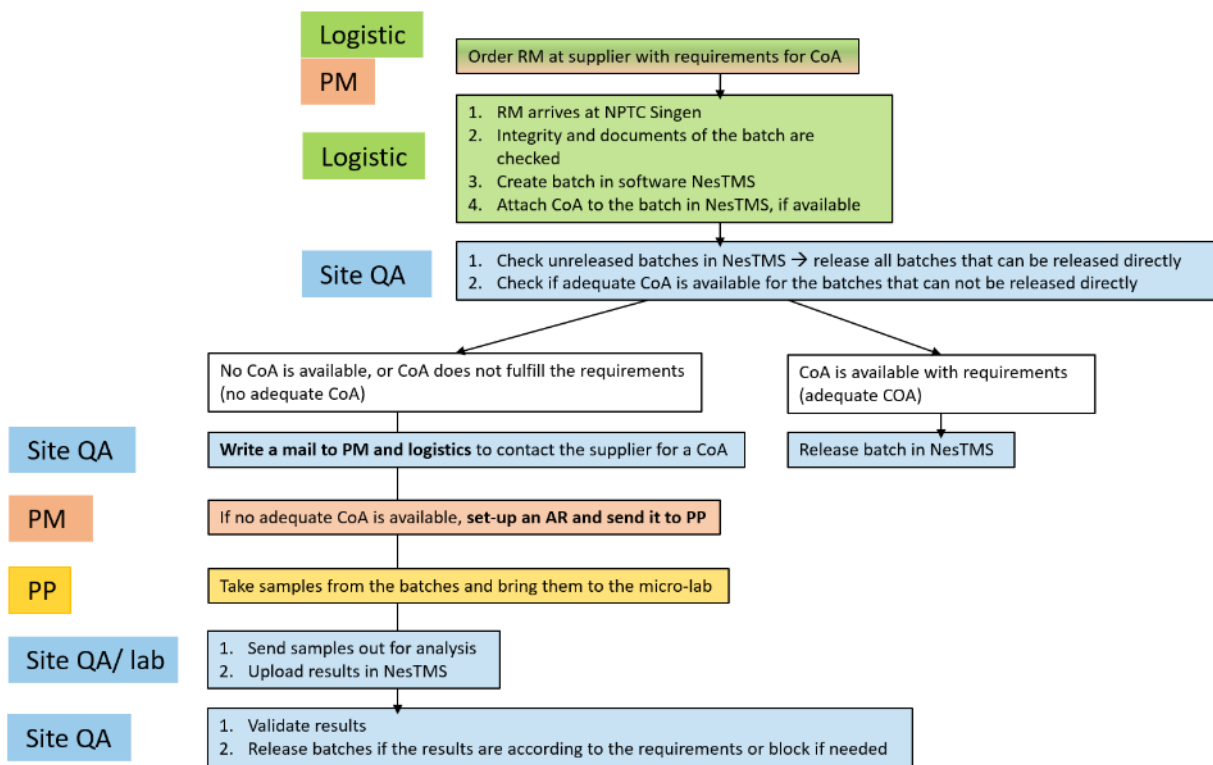 Logistic
PM
Order RM at supplier with requirements for CoA
Logistic
1. RM arrives at NPTC Singen
2. Integrity and documents of the batch are
checked
3. Create batch in software NesTMS
4. Attach CoA to the batch in NesTMS, if available
Site QA
1. Check unreleased batches in NesTMS → release all batches that can be released directly
2. Check if adequate CoA is available for the batches that can not be released directly
No CoA is available, or CoA does not fulfill the requirements
(no adequate CoA)
CoA is available with requirements
(adequate COA)
Site QA
Write a mail to PM and logistics to contact the supplier for a CoA
Release batch in NesTMS
PM
If no adequate CoA is available, set-up an AR and send it to PP
PP
Take samples from the batches and bring them to the micro-lab
Site QA/ lab
1. Send samples out for analysis
2. Upload results in NesTMS
Site QA
1. Validate results
2. Release batches if the results are according to the requirements or block if needed